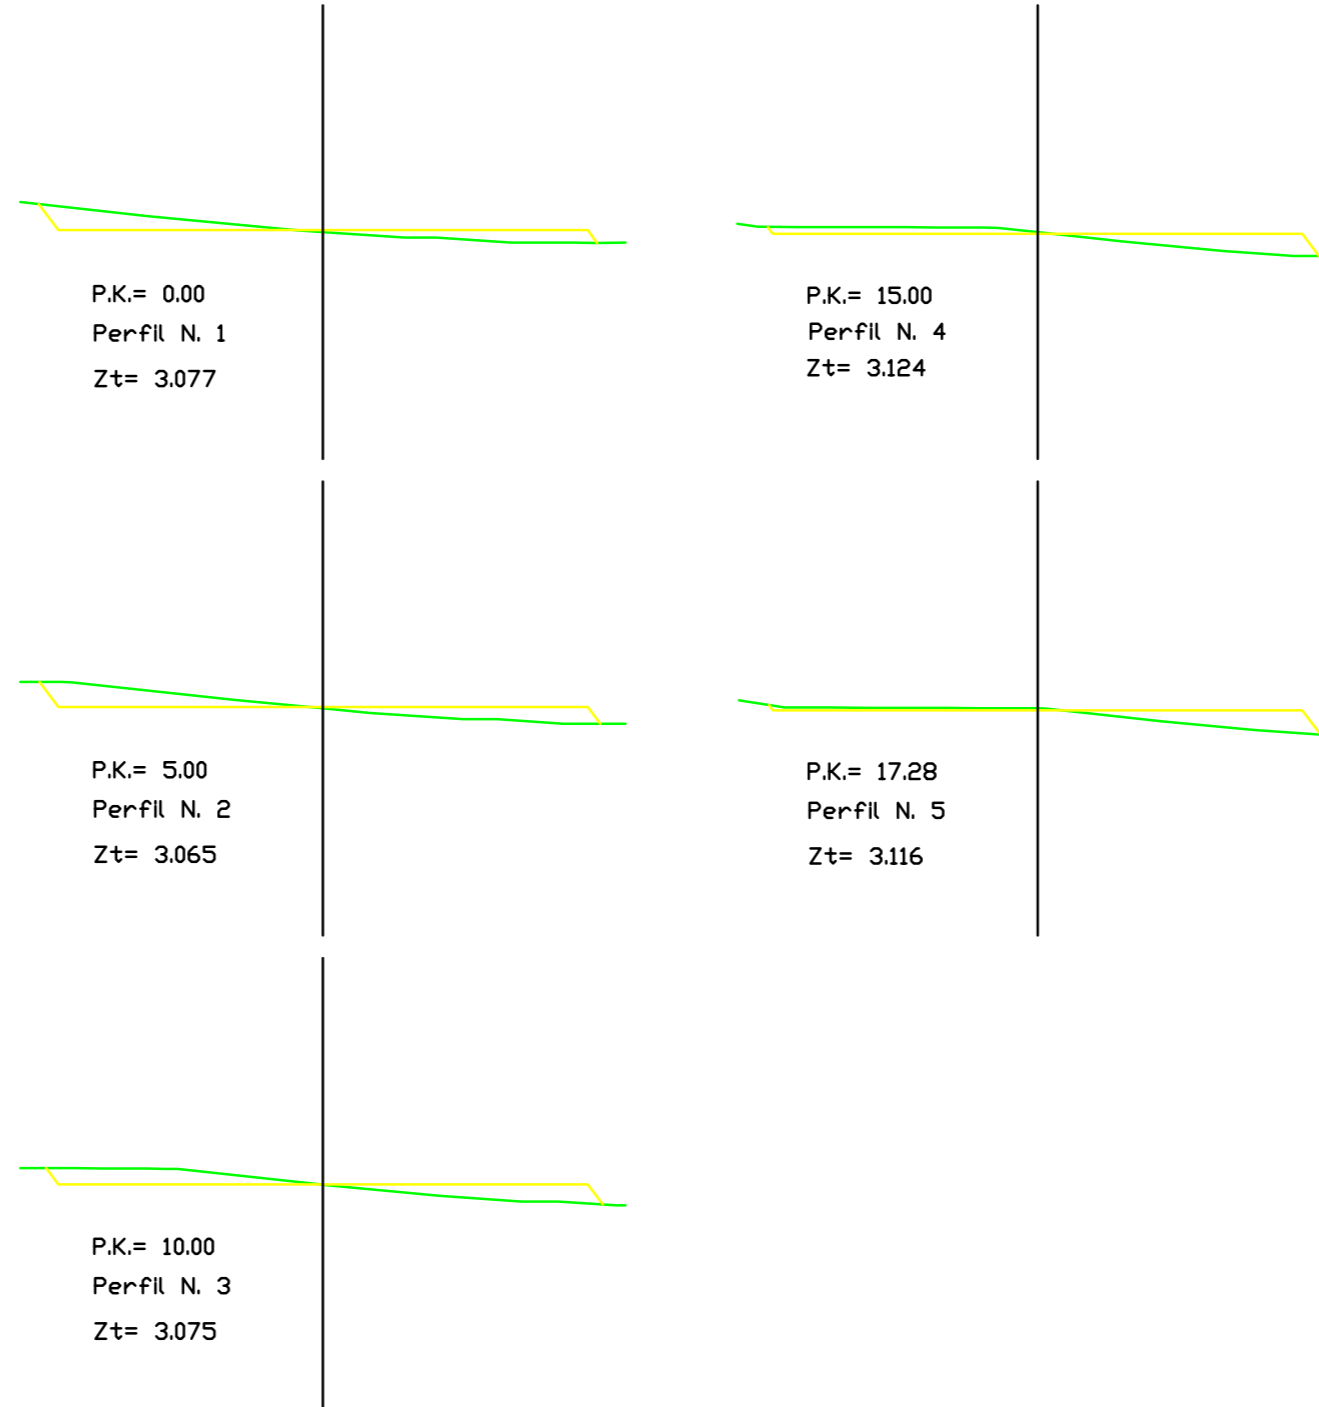 P.K.= 0.00
Perfil N. 1
Zt= 3.077
P.K.= 15.00
Perfil N. 4
Zt= 3.124
P.K.= 5.00
Perfil N. 2
Zt= 3.065
P.K.= 17.28
Perfil N. 5
Zt= 3.116
P.K.= 10.00
Perfil N. 3
Zt= 3.075